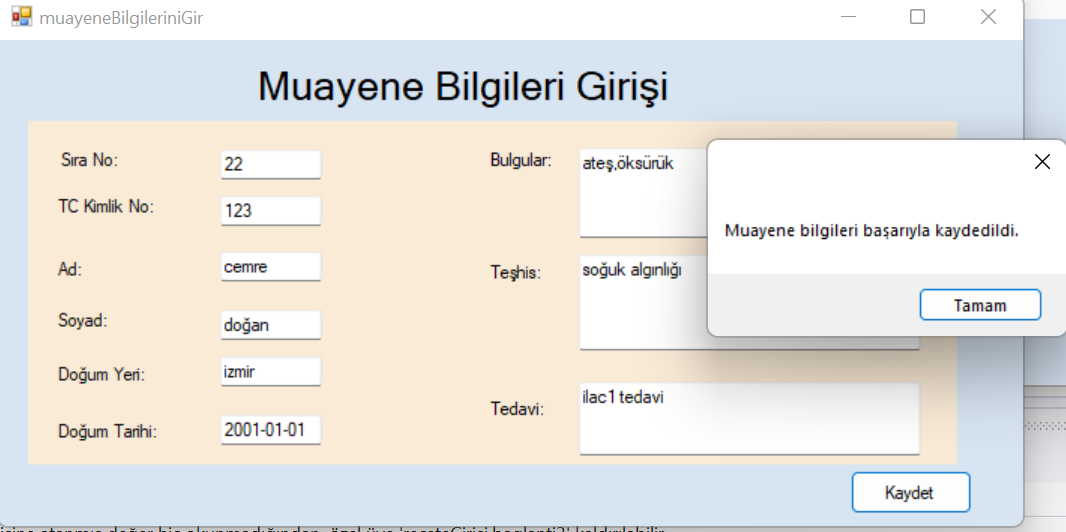 muayeneBilgileriniGir
Muayene Bilgileri Girişi
Sıra No:
22
TC Kimlik No:
123
Ad:
cemre
Soyad:
doğan
Doğum Yeri:
izmir
Doğum Tarihi:
2001-01-01
Bulgular:
ateş,öksürük
Teşhis:
soğuk algınlığı
Tedavi:
ilac1 tedavi
Kaydet
Muayene bilgileri başarıyla kaydedildi.
Tamam